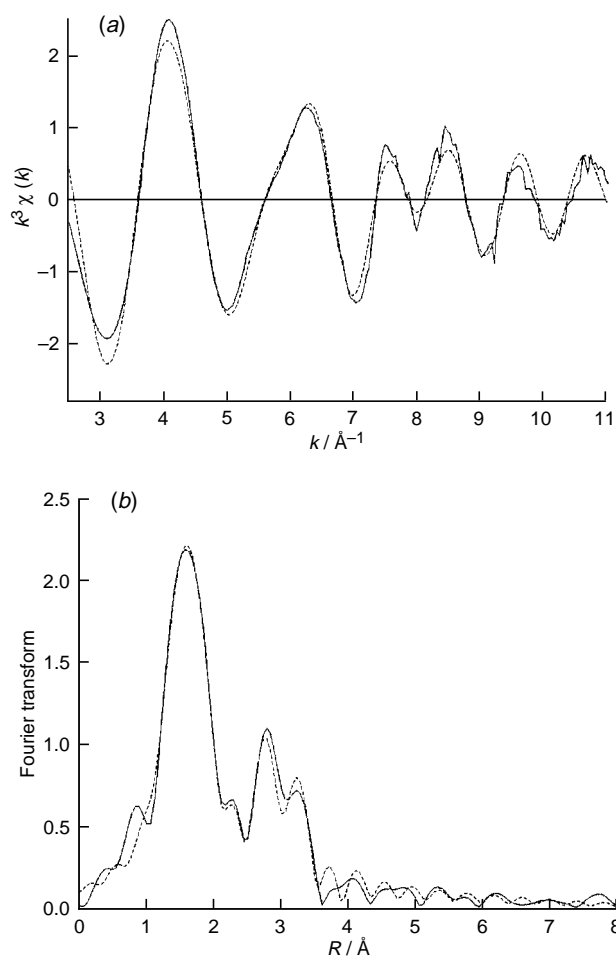 (a)
2
1
0
−1
−2
k³ χ (k)
3 4 5 6 7 8 9 10 11
k / Å⁻¹
(b)
2.5
2.0
1.5
1.0
0.5
0.0
Fourier transform
0 1 2 3 4 5 6 7 8
R / Å